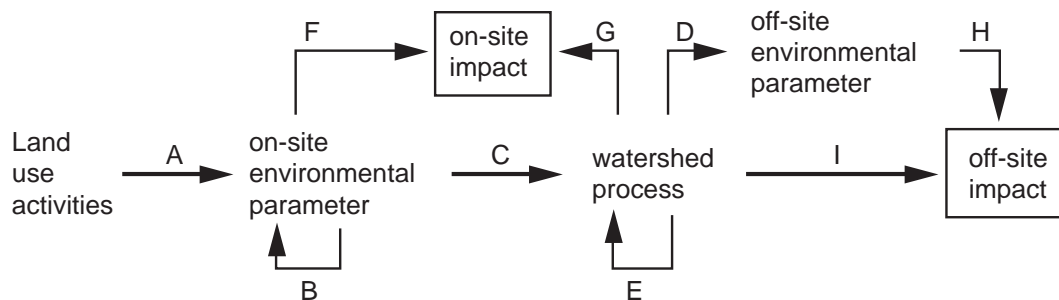 F
on-site
impact
G
D
off-site
environmental
parameter
H
Land
use
activities
A
on-site
environmental
parameter
C
watershed
process
I
off-site
impact
B
E